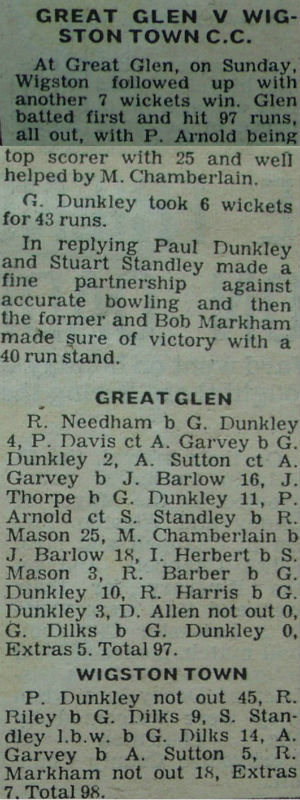 GREAT GLEN V WIG-
STON TOWN C.C.
At Great Glen, on Sunday,
Wigston followed up with
another 7 wickets win. Glen
batted first and hit 97 runs,
all out, with P. Arnold being
top scorer with 25 and well
helped by M. Chamberlain.
G. Dunkley took 6 wickets
for 43 runs.
In replying Paul Dunkley
and Stuart Standley made a
fine partnership against
accurate bowling and then
the former and Bob Markham
made sure of victory with a
40 run stand.
GREAT GLEN
R. Needham b G. Dunkley
4, P. Davis ct A. Garvey b G.
Dunkley 2, A. Sutton ct A.
Garvey b J. Barlow 16, J.
Thorpe b G. Dunkley 11, P.
Arnold ct S. Standley b R.
Mason 25, M. Chamberlain b
J. Barlow 18, I. Herbert b S.
Mason 3, R. Barber b G.
Dunkley 10, R. Harris b G.
Dunkley 3, D. Allen not out 0,
G. Dilks b G. Dunkley 0,
Extras 5. Total 97.
WIGSTON TOWN
P. Dunkley not out 45, R.
Riley b G. Dilks 9, S. Stan-
dley l.b.w. b G. Dilks 14, A.
Garvey b A. Sutton 5, R.
Markham not out 18, Extras
7, Total 98.